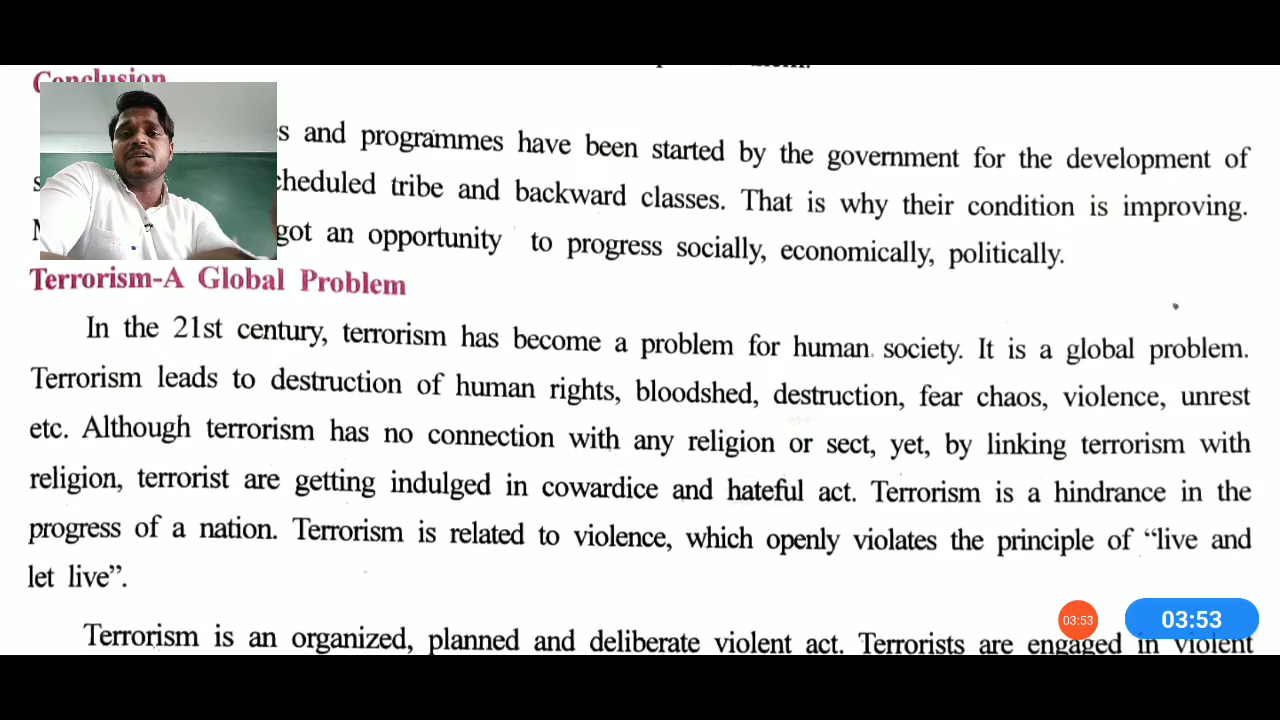 Conclusion
and programmes have been started by the government for the development of
scheduled tribe and backward classes. That is why their condition is improving.
got an opportunity to progress socially, economically, politically.
Terrorism-A Global Problem
In the 21st century, terrorism has become a problem for human society. It is a global problem.
Terrorism leads to destruction of human rights, bloodshed, destruction, fear chaos, violence, unrest
etc. Although terrorism has no connection with any religion or sect, yet, by linking terrorism with
religion, terrorist are getting indulged in cowardice and hateful act. Terrorism is a hindrance in the
progress of a nation. Terrorism is related to violence, which openly violates the principle of “live and
let live”.
03:53 03:53
Terrorism is an organized, planned and deliberate violent act. Terrorists are engaged in violent